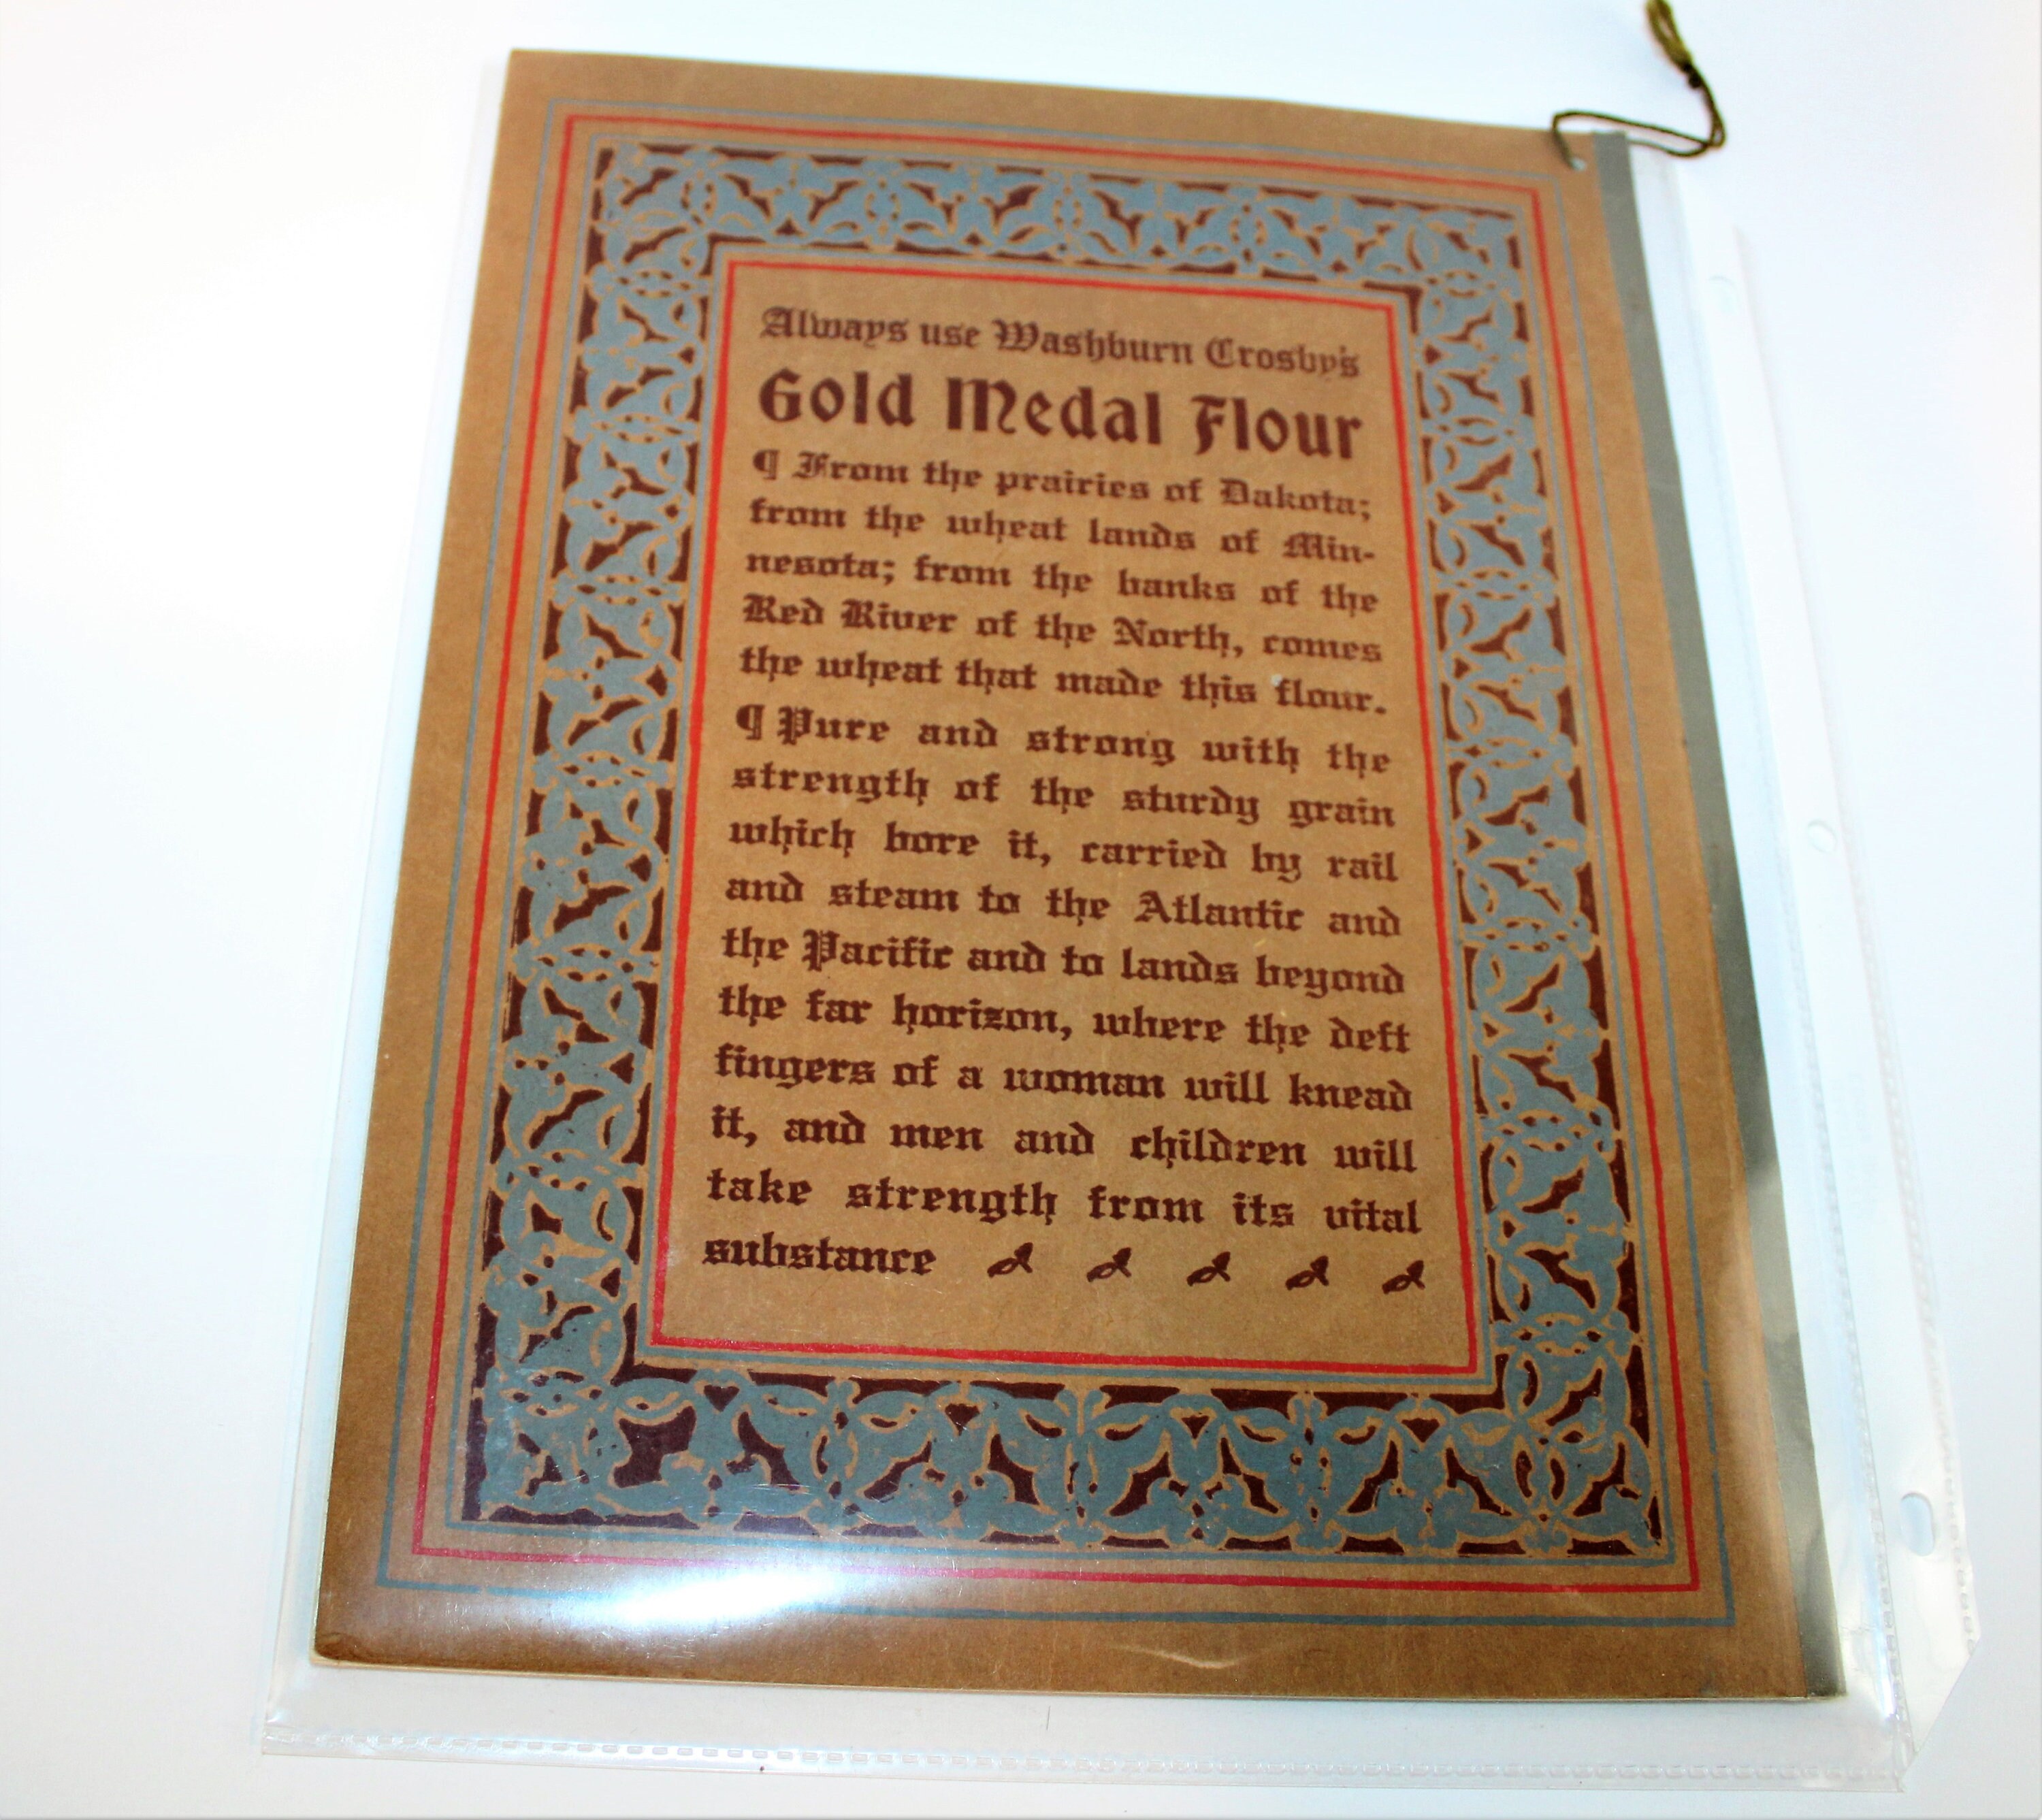 Always use Washburn Crosby's
Gold Medal Flour
¶ From the prairies of Dakota;
from the wheat lands of Min-
nesota; from the banks of the
Red River of the North, comes
the wheat that made this flour.
¶ Pure and strong with the
strength of the sturdy grain
which bore it, carried by rail
and steam to the Atlantic and
the Pacific and to lands beyond
the far horizon, where the deft
fingers of a woman will knead
it, and men and children will
take strength from its vital
substance